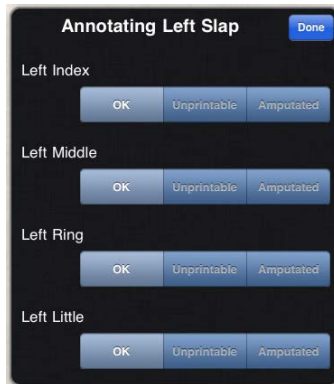 Annotating Left Slap Done
Left Index
OK Unprintable Amputated
Left Middle
OK Unprintable Amputated
Left Ring
OK Unprintable Amputated
Left Little
OK Unprintable Amputated